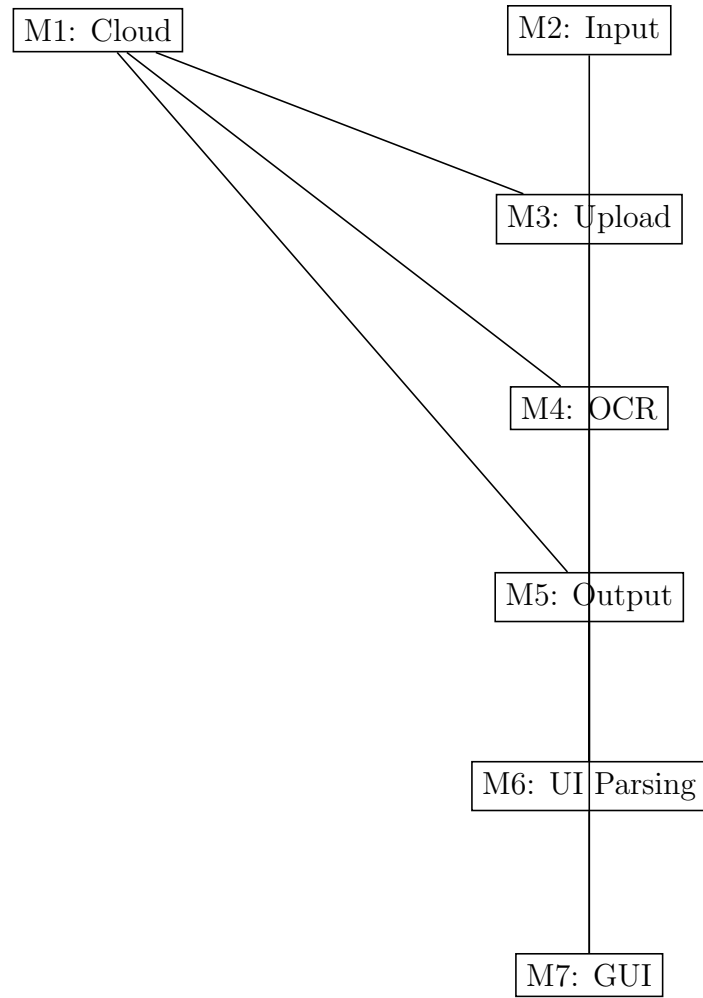 M1: Cloud
M2: Input
M3: Upload
M4: OCR
M5: Output
M6: UI Parsing
M7: GUI